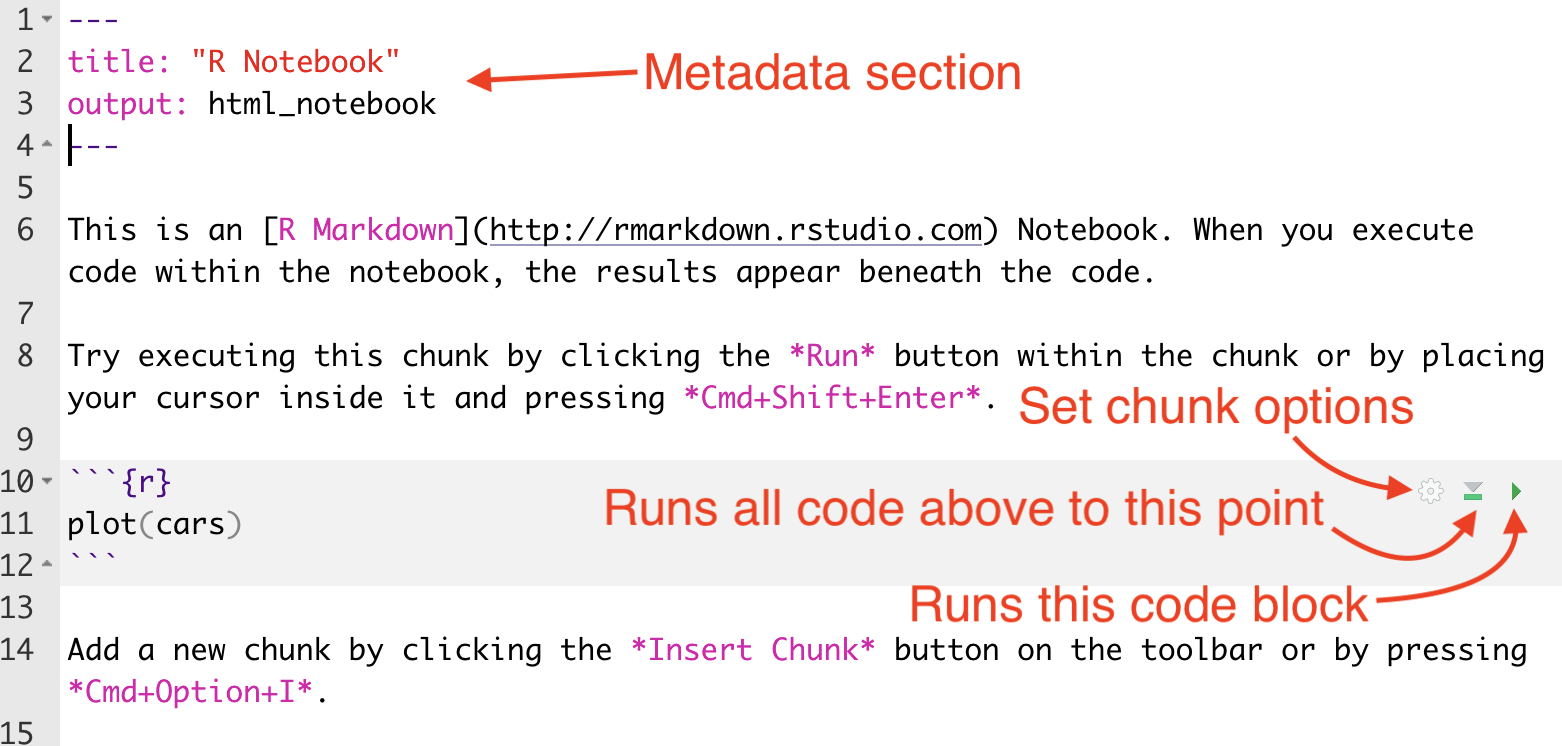 1 ---
2 title: "R Notebook"
Metadata section
3 output: html_notebook
4 ---
5
6 This is an [R Markdown](http://rmarkdown.rstudio.com) Notebook. When you execute
code within the notebook, the results appear beneath the code.
7
8 Try executing this chunk by clicking the *Run* button within the chunk or by placing
your cursor inside it and pressing *Cmd+Shift+Enter*.
Set chunk options
9
10 ```{r}
Runs all code above to this point
11 plot(cars)
12 ```
Runs this code block
13
14 Add a new chunk by clicking the *Insert Chunk* button on the toolbar or by pressing
*Cmd+Option+I*.
15